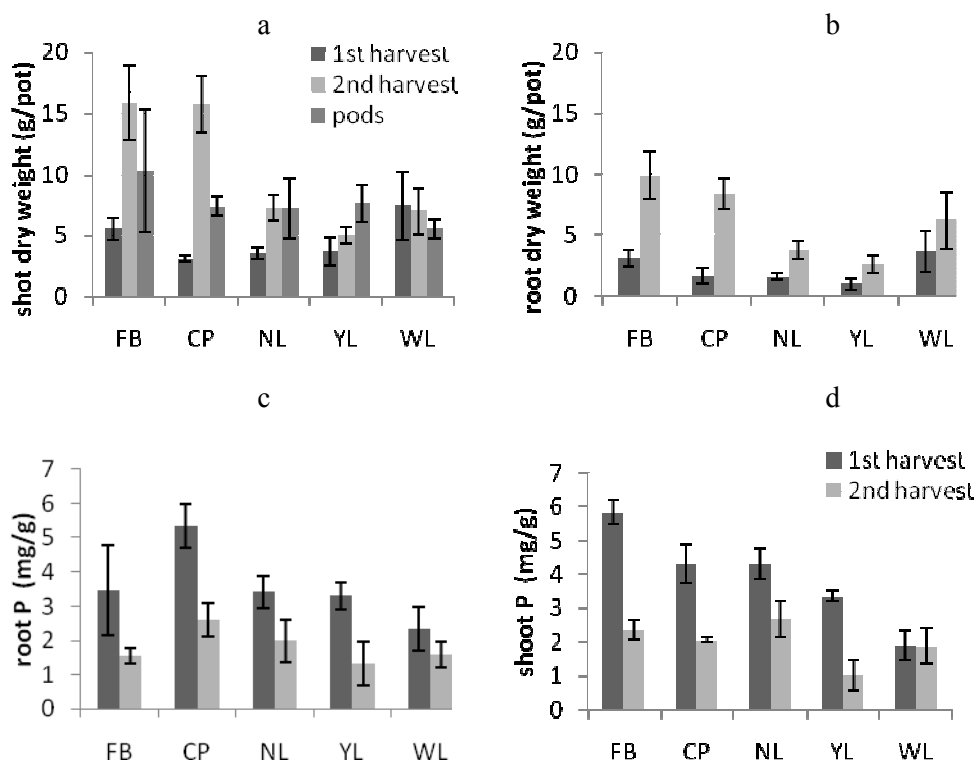 a
shot dry weight (g/pot)
20
15
10
5
0
1st harvest
2nd harvest
pods
FB CP NL YL WL
b
root dry weight (g/pot)
20
15
10
5
0
FB CP NL YL WL
c
root P (mg/g)
7
6
5
4
3
2
1
0
FB CP NL YL WL
d
shoot P (mg/g)
7
6
5
4
3
2
1
0
1st harvest
2nd harvest
FB CP NL YL WL